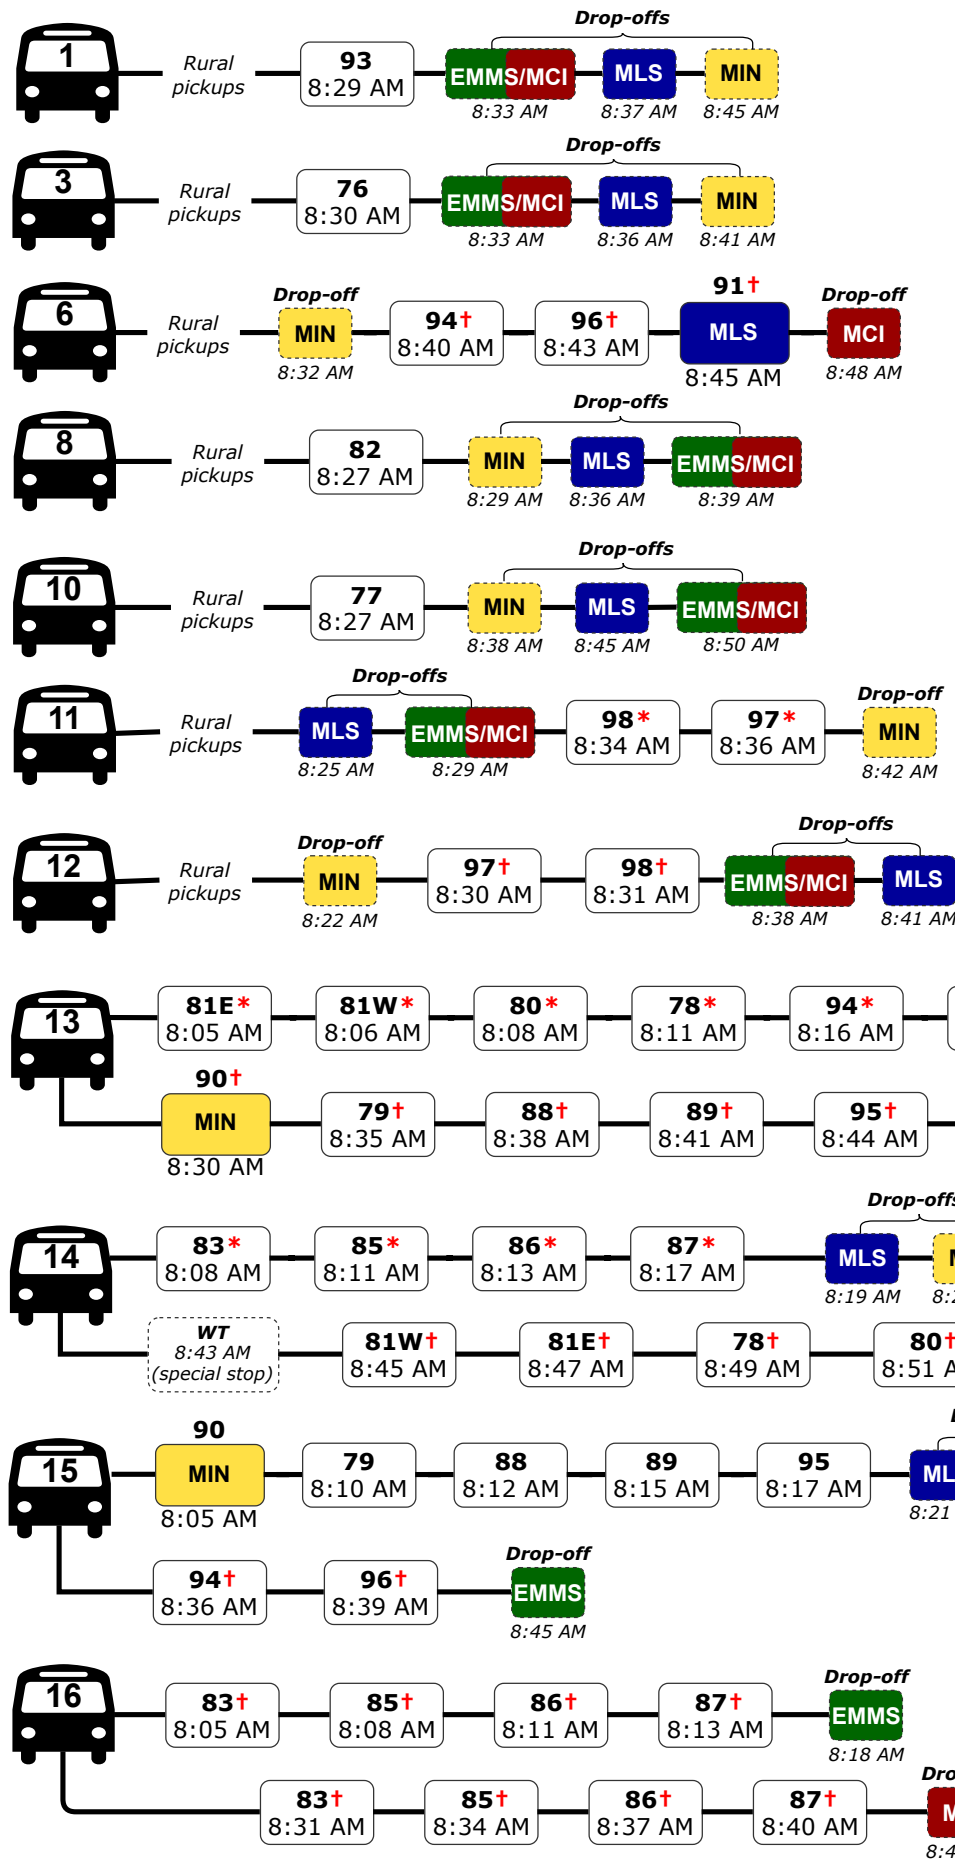 Drop-offs
1
Rural
pickups
93
8:29 AM
EMMS/MCI
MLS
MIN
8:33 AM
8:37 AM
8:45 AM
Drop-offs
3
Rural
pickups
76
8:30 AM
EMMS/MCI
MLS
MIN
8:33 AM
8:36 AM
8:41 AM
6
Rural
pickups
Drop-off
MIN
8:32 AM
94†
8:40 AM
96†
8:43 AM
91†
MLS
8:45 AM
Drop-off
MCI
8:48 AM
Drop-offs
8
Rural
pickups
82
8:27 AM
MIN
MLS
EMMS/MCI
8:29 AM
8:36 AM
8:39 AM
Drop-offs
10
Rural
pickups
77
8:27 AM
MIN
MLS
EMMS/MCI
8:38 AM
8:45 AM
8:50 AM
11
Rural
pickups
Drop-offs
MLS
EMMS/MCI
8:25 AM
8:29 AM
98*
8:34 AM
97*
8:36 AM
Drop-off
MIN
8:42 AM
12
Rural
pickups
Drop-off
MIN
8:22 AM
97†
8:30 AM
98†
8:31 AM
Drop-offs
EMMS/MCI
MLS
8:38 AM
8:41 AM
13
81E*
8:05 AM
81W*
8:06 AM
80*
8:08 AM
78*
8:11 AM
94*
8:16 AM
90†
MIN
8:30 AM
79†
8:35 AM
88†
8:38 AM
89†
8:41 AM
95†
8:44 AM
14
83*
8:08 AM
85*
8:11 AM
86*
8:13 AM
87*
8:17 AM
Drop-offs
MLS
8:19 AM
WT
8:43 AM
(special stop)
81W†
8:45 AM
81E†
8:47 AM
78†
8:49 AM
80†
8:51 A
15
90
MIN
8:05 AM
79
8:10 AM
88
8:12 AM
89
8:15 AM
95
8:17 AM
ML
8:21
94†
8:36 AM
96†
8:39 AM
Drop-off
EMMS
8:45 AM
16
83†
8:05 AM
85†
8:08 AM
86†
8:11 AM
87†
8:13 AM
Drop-off
EMMS
8:18 AM
83†
8:31 AM
85†
8:34 AM
86†
8:37 AM
87†
8:40 AM
Dro
M
8:4